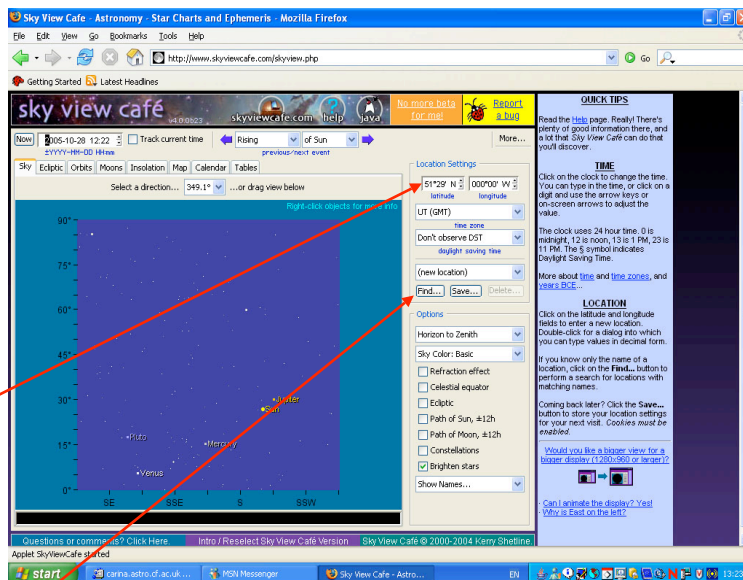 Sky View Cafe - Astronomy - Star Charts and Ephemeris - Mozilla Firefox
File Edit View Go Bookmarks Tools Help
http://www.skyviewcafe.com/skyview.php
Go
Getting Started Latest Headlines
sky view café v4.0.0b23 skyviewcafe.com help java
No more beta for me!
Report a bug
Now 2005-10-28 12:22 Track current time Rising of Sun More...
±YYYY-MM-DD HH:mm previous/next event
Sky Ecliptic Orbits Moons Insolation Map Calendar Tables
Select a direction... 349.1° ...or drag view below
Right-click objects for more info
90°
75°
60°
45°
30°
15°
0°
Jupiter
Sun
Pluto
Mercury
Venus
SE SSE S SSW
Location Settings
51°29' N 000°00' W
latitude longitude
UT (GMT)
time zone
Don't observe DST
daylight saving time
(new location)
Find... Save... Delete...
Options
Horizon to Zenith
Sky Color: Basic
Refraction effect
Celestial equator
Ecliptic
Path of Sun, ±12h
Path of Moon, ±12h
Constellations
Brighten stars
Show Names...
QUICK TIPS
Read the Help page. Really! There's
plenty of good information there, and
a lot that Sky View Café can do that
you'll discover.
TIME
Click on the clock to change the time.
You can type in the time, or click on a
digit and use the arrow keys or
on-screen arrows to adjust the
value.
The clock uses 24 hour time. 0 is
midnight, 12 is noon, 13 is 1 PM, 23 is
11 PM. The § symbol indicates
Daylight Saving Time.
More about time and time zones, and
years BCE...
LOCATION
Click on the latitude and longitude
fields to enter a new location.
Double-click for a dialog into which
you can type values in decimal form.
If you know only the name of a
location, click on the Find... button to
perform a search for locations with
matching names.
Coming back later? Click the Save...
button to store your location settings
for your next visit. Cookies must be
enabled.
Would you like a bigger view for a
bigger display (1280x960 or larger)?
· Can I animate the display? Yes!
· Why is East on the left?
Questions or comments? Click Here. Intro / Reselect Sky View Café Version Sky View Café © 2000-2004 Kerry Shetline.
Applet SkyViewCafe started
start carina.astro.cf.ac.uk ... MSN Messenger Sky View Cafe - Astro... EN 13:23